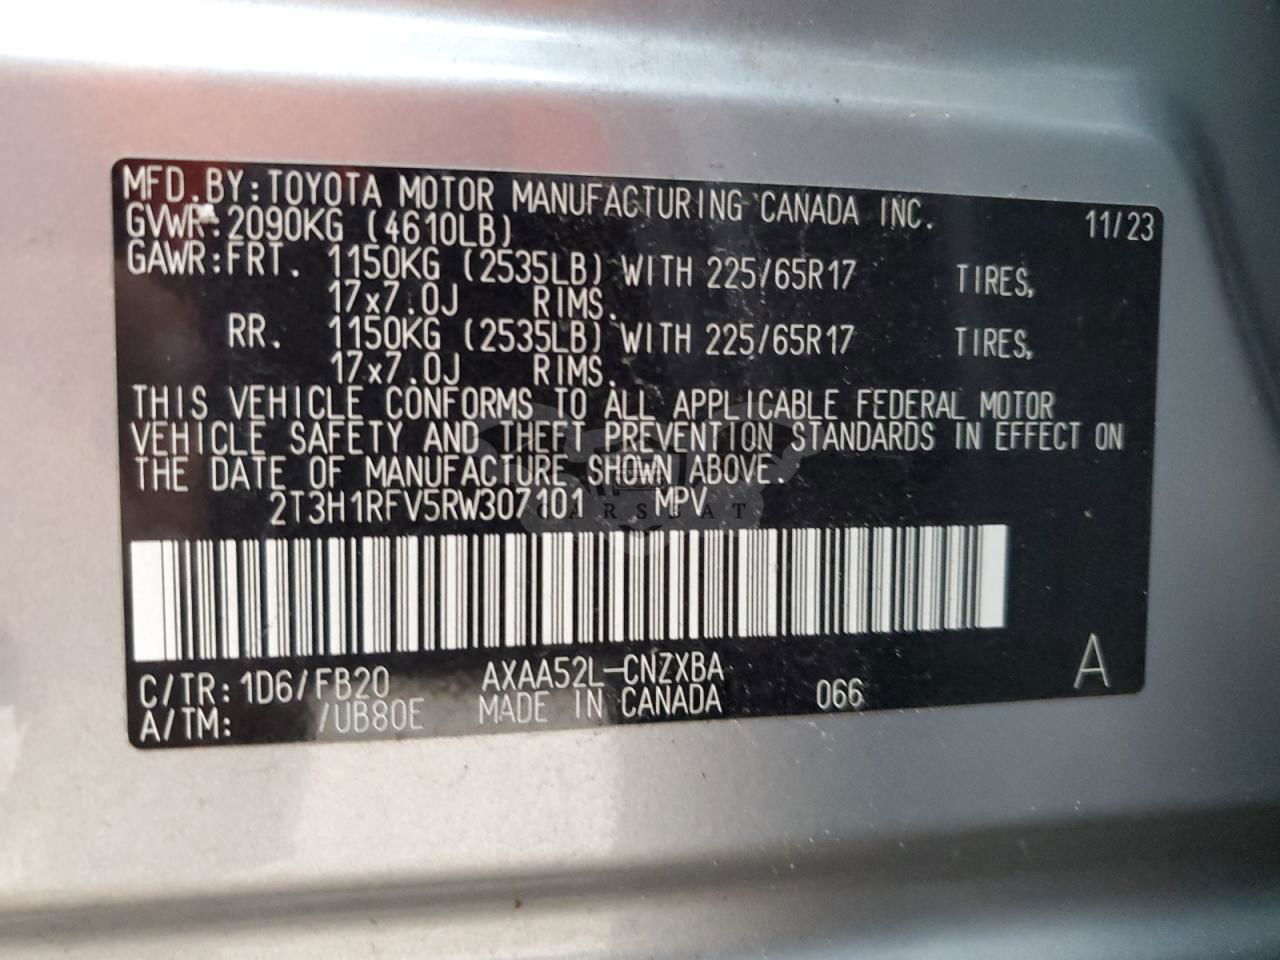 MFD.BY:TOYOTA MOTOR MANUFACTURING CANADA INC. 11/23
GVWR:2090KG (4610LB)
GAWR:FRT. 1150KG (2535LB) WITH 225/65R17 TIRES,
17x7.0J RIMS.
RR. 1150KG (2535LB) WITH 225/65R17 TIRES,
17x7.0J RIMS.
THIS VEHICLE CONFORMS TO ALL APPLICABLE FEDERAL MOTOR
VEHICLE SAFETY AND THEFT PREVENTION STANDARDS IN EFFECT ON
THE DATE OF MANUFACTURE SHOWN ABOVE.
2T3H1RFV5RW307101 MPV
CARSBAT
C/TR:1D6/FB20 AXAA52L-CNZXBA
A/TM: /UB80E MADE IN CANADA 066 A